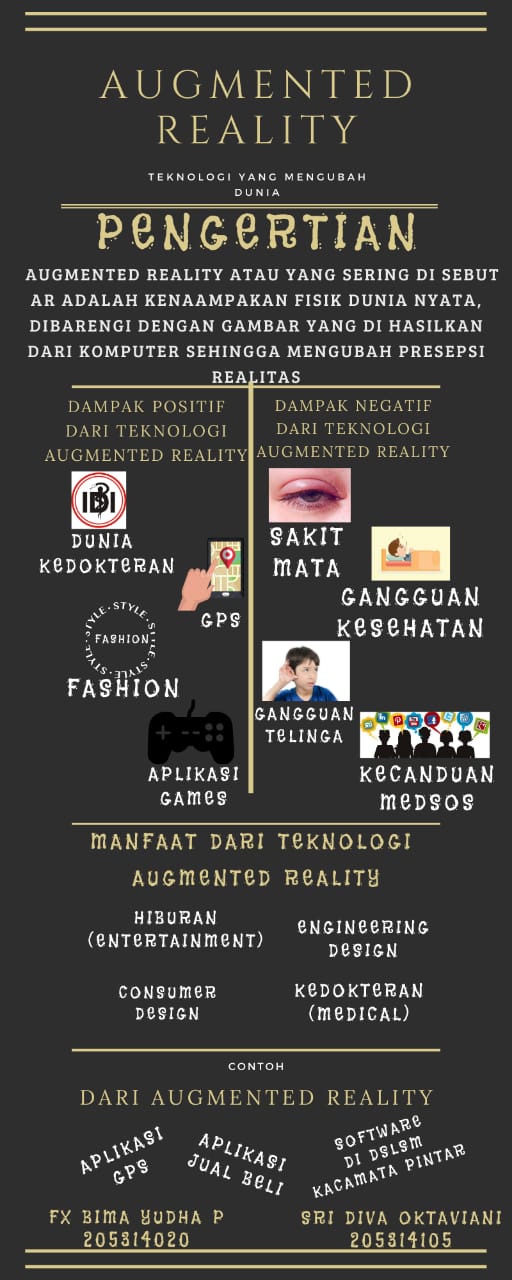 AUGMENTED
REALITY
TEKNOLOGI YANG MENGUBAH
DUNIA
PENGERTIAN
AUGMENTED REALITY ATAU YANG SERING DI SEBUT
AR ADALAH KENAAMPAKAN FISIK DUNIA NYATA,
DIBARENGI DENGAN GAMBAR YANG DI HASILKAN
DARI KOMPUTER SEHINGGA MENGUBAH PRESEPSI
REALITAS
DAMPAK POSITIF
DARI TEKNOLOGI
AUGMENTED REALITY
IDI
DUNIA
KEDOKTERAN
GPS
STYLE·STYLE·STYLE·STYLE
FASHION
FASHION
APLIKASI
GAMES
DAMPAK NEGATIF
DARI TEKNOLOGI
AUGMENTED REALITY
SAKIT
MATA
GANGGUAN
KESEHATAN
GANGGUAN
TELINGA
KECANDUAN
MEDSOS
MANFAAT DARI TEKNOLOGI
AUGMENTED REALITY
HIBURAN
(ENTERTAINMENT)
ENGINEERING
DESIGN
CONSUMER
DESIGN
KEDOKTERAN
(MEDICAL)
CONTOH
DARI AUGMENTED REALITY
APLIKASI
GPS
APLIKASI
JUAL BELI
SOFTWARE
DI DSLSM
KACAMATA PINTAR
FX BIMA YUDHA P
205314020
SRI DIVA OKTAVIANI
205314105